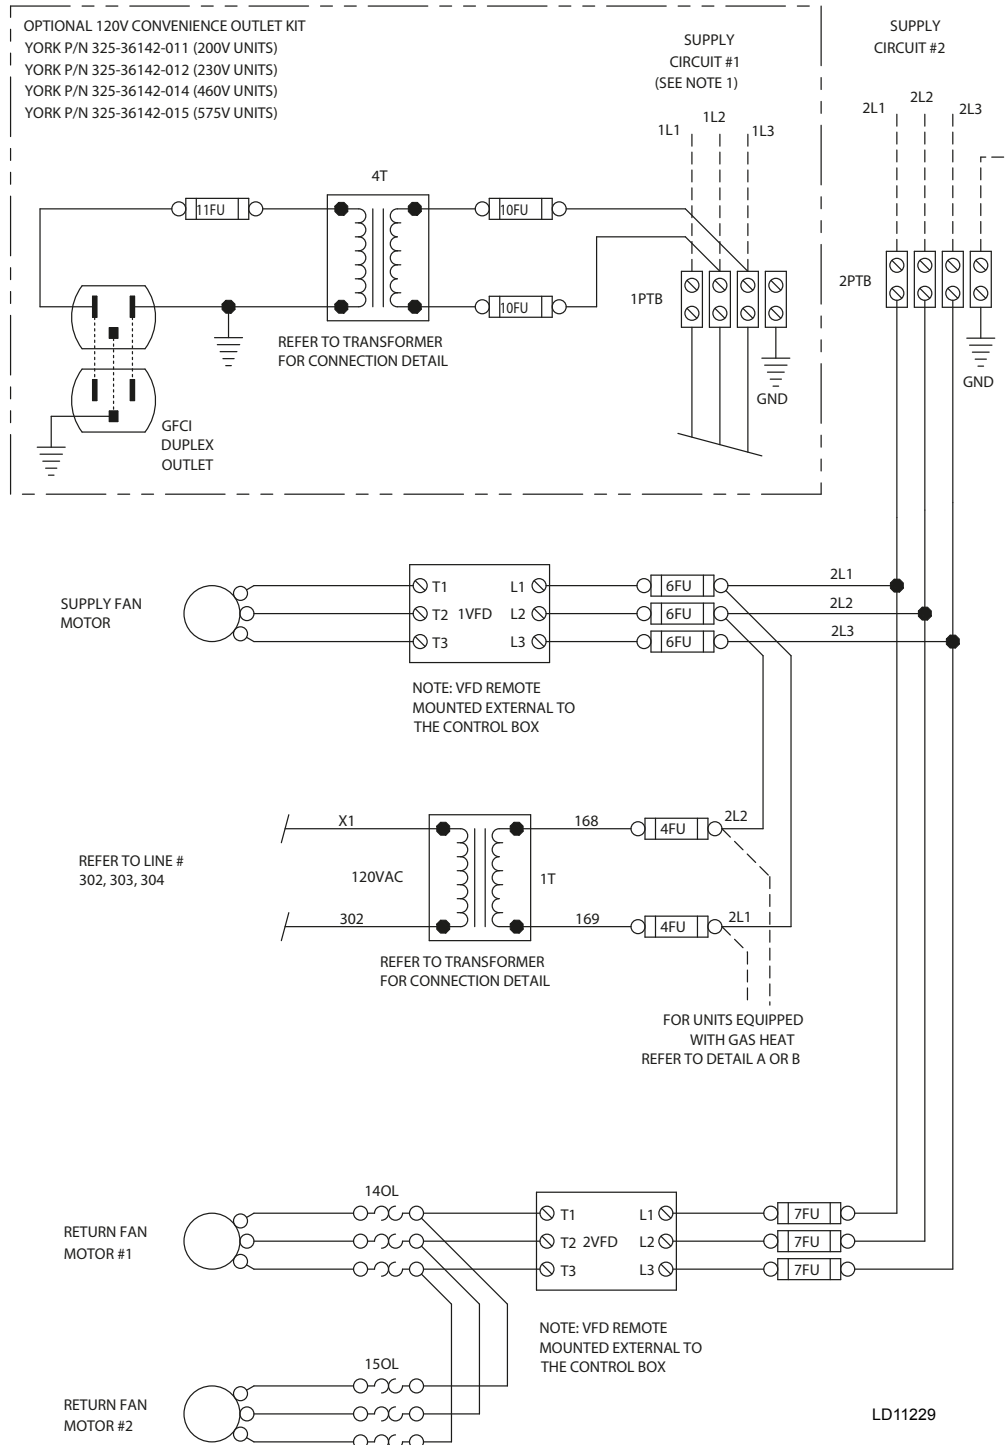 OPTIONAL 120V CONVENIENCE OUTLET KIT
YORK P/N 325-36142-011 (200V UNITS)
YORK P/N 325-36142-012 (230V UNITS)
YORK P/N 325-36142-014 (460V UNITS)
YORK P/N 325-36142-015 (575V UNITS)
SUPPLY
CIRCUIT #1
(SEE NOTE 1)
SUPPLY
CIRCUIT #2
1L1
1L2
1L3
2L1
2L2
2L3
4T
11FU
10FU
10FU
1PTB
2PTB
REFER TO TRANSFORMER
FOR CONNECTION DETAIL
GND
GND
GFCI
DUPLEX
OUTLET
SUPPLY FAN
MOTOR
T1
T2
T3
1VFD
L1
L2
L3
6FU
6FU
6FU
2L1
2L2
2L3
NOTE: VFD REMOTE
MOUNTED EXTERNAL TO
THE CONTROL BOX
REFER TO LINE #
302, 303, 304
X1
302
120VAC
1T
168
169
4FU
4FU
2L2
2L1
REFER TO TRANSFORMER
FOR CONNECTION DETAIL
FOR UNITS EQUIPPED
WITH GAS HEAT
REFER TO DETAIL A OR B
RETURN FAN
MOTOR #1
14OL
T1
T2
T3
2VFD
L1
L2
L3
7FU
7FU
7FU
NOTE: VFD REMOTE
MOUNTED EXTERNAL TO
THE CONTROL BOX
RETURN FAN
MOTOR #2
15OL
LD11229